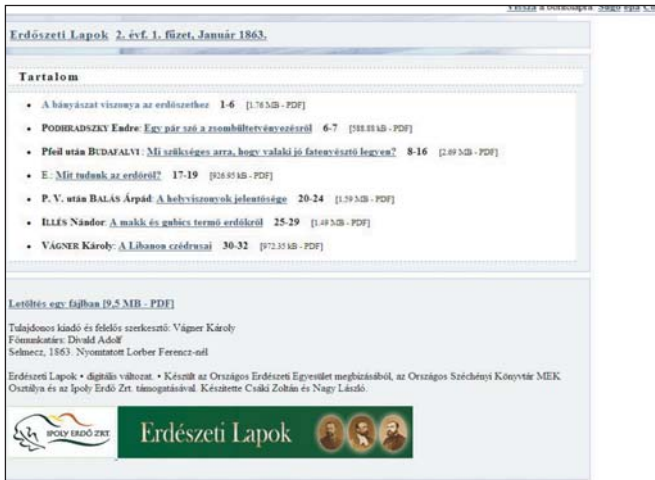 Vissza a borítólapra. Súgó epa
Erdőszeti Lapok 2. évf. 1. füzet, Január 1863.
Tartalom
• A bányászat viszonya az erdőszethez 1-6 [1.76 MB - PDF]
• PODHRADSZKY Endre: Egy pár szó a zsombültetvényezésről 6-7 [588.88 kB - PDF]
• Pfeil után BUDAFALVI: Mi szükséges arra, hogy valaki jó fatenyésztő legyen? 8-16 [2.69 MB - PDF]
• E.: Mit tudunk az erdőről? 17-19 [926.95 kB - PDF]
• P. V. után BALÁS Árpád: A helyviszonyok jelentősége 20-24 [1.59 MB - PDF]
• ILLÉS Nándor: A makk és gubics termő erdőkről 25-29 [1.49 MB - PDF]
• VÁGNER Károly: A Libanon czédrusai 30-32 [972.35 kB - PDF]
Letöltés egy fájlban [9,5 MB - PDF]
Tulajdonos kiadó és felelős szerkesztő: Vágner Károly
Főmunkatárs: Divald Adolf
Selmecz, 1863. Nyomtatott Lorber Ferencz-nél
Erdészeti Lapok • digitális változat. • Készült az Országos Erdészeti Egyesület megbízásából, az Országos Széchényi Könyvtár MEK
Osztálya és az Ipoly Erdő Zrt. támogatásával. Készítette Csáki Zoltán és Nagy László.
IPOLY ERDŐ ZRT.
Erdészeti Lapok